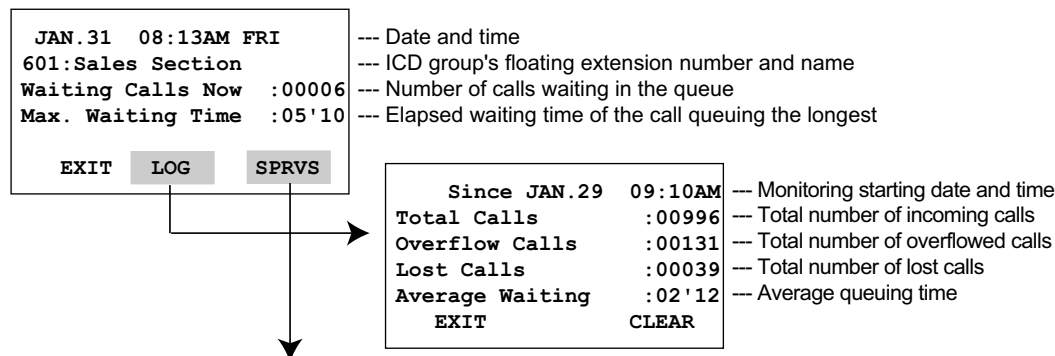 JAN.31 08:13AM FRI --- Date and time
601:Sales Section --- ICD group's floating extension number and name
Waiting Calls Now :00006 --- Number of calls waiting in the queue
Max. Waiting Time :05'10 --- Elapsed waiting time of the call queuing the longest
EXIT LOG SPRVS
Since JAN.29 09:10AM --- Monitoring starting date and time
Total Calls :00996 --- Total number of incoming calls
Overflow Calls :00131 --- Total number of overflowed calls
Lost Calls :00039 --- Total number of lost calls
Average Waiting :02'12 --- Average queuing time
EXIT CLEAR